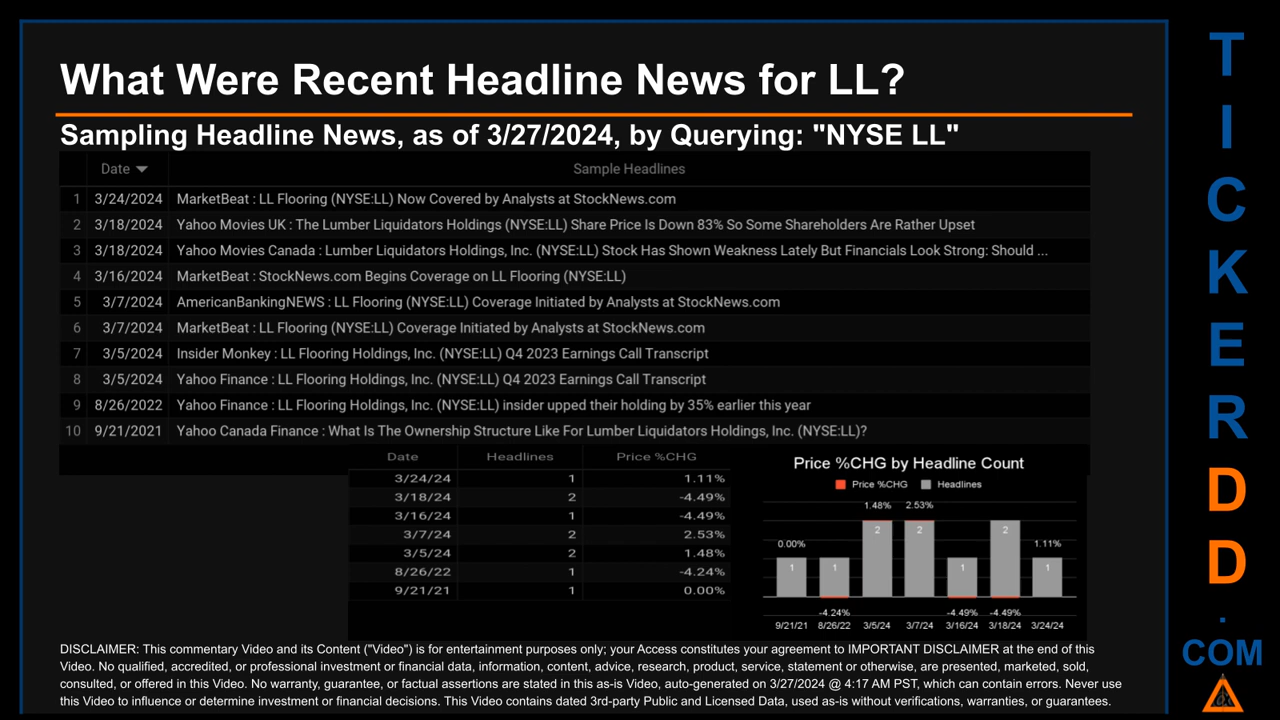 What Were Recent Headline News for LL?
Sampling Headline News, as of 3/27/2024, by Querying: "NYSE LL"
Date Sample Headlines
1 3/24/2024 MarketBeat : LL Flooring (NYSE:LL) Now Covered by Analysts at StockNews.com
2 3/18/2024 Yahoo Movies UK : The Lumber Liquidators Holdings (NYSE:LL) Share Price Is Down 83% So Some Shareholders Are Rather Upset
3 3/18/2024 Yahoo Movies Canada : Lumber Liquidators Holdings, Inc. (NYSE:LL) Stock Has Shown Weakness Lately But Financials Look Strong: Should ...
4 3/16/2024 MarketBeat : StockNews.com Begins Coverage on LL Flooring (NYSE:LL)
5 3/7/2024 AmericanBankingNEWS : LL Flooring (NYSE:LL) Coverage Initiated by Analysts at StockNews.com
6 3/7/2024 MarketBeat : LL Flooring (NYSE:LL) Coverage Initiated by Analysts at StockNews.com
7 3/5/2024 Insider Monkey : LL Flooring Holdings, Inc. (NYSE:LL) Q4 2023 Earnings Call Transcript
8 3/5/2024 Yahoo Finance : LL Flooring Holdings, Inc. (NYSE:LL) Q4 2023 Earnings Call Transcript
9 8/26/2022 Yahoo Finance : LL Flooring Holdings, Inc. (NYSE:LL) insider upped their holding by 35% earlier this year
10 9/21/2021 Yahoo Canada Finance : What Is The Ownership Structure Like For Lumber Liquidators Holdings, Inc. (NYSE:LL)?
Date Headlines Price %CHG
3/24/24 1 1.11%
3/18/24 2 -4.49%
3/16/24 1 -4.49%
3/7/24 2 2.53%
3/5/24 2 1.48%
8/26/22 1 -4.24%
9/21/21 1 0.00%
Price %CHG by Headline Count
Price %CHG Headlines
1.48% 2.53%
2 2 2
0.00% 1.11%
1 1 1 1
-4.24% -4.49% -4.49%
9/21/21 8/26/22 3/5/24 3/7/24 3/16/24 3/18/24 3/24/24
DISCLAIMER: This commentary Video and its Content ("Video") is for entertainment purposes only; your Access constitutes your agreement to IMPORTANT DISCLAIMER at the end of this
Video. No qualified, accredited, or professional investment or financial data, information, content, advice, research, product, service, statement or otherwise, are presented, marketed, sold,
consulted, or offered in this Video. No warranty, guarantee, or factual assertions are stated in this as-is Video, auto-generated on 3/27/2024 @ 4:17 AM PST, which can contain errors. Never use
this Video to influence or determine investment or financial decisions. This Video contains dated 3rd-party Public and Licensed Data, used as-is without verifications, warranties, or guarantees.
T
I
C
K
E
R
D
D
.
COM